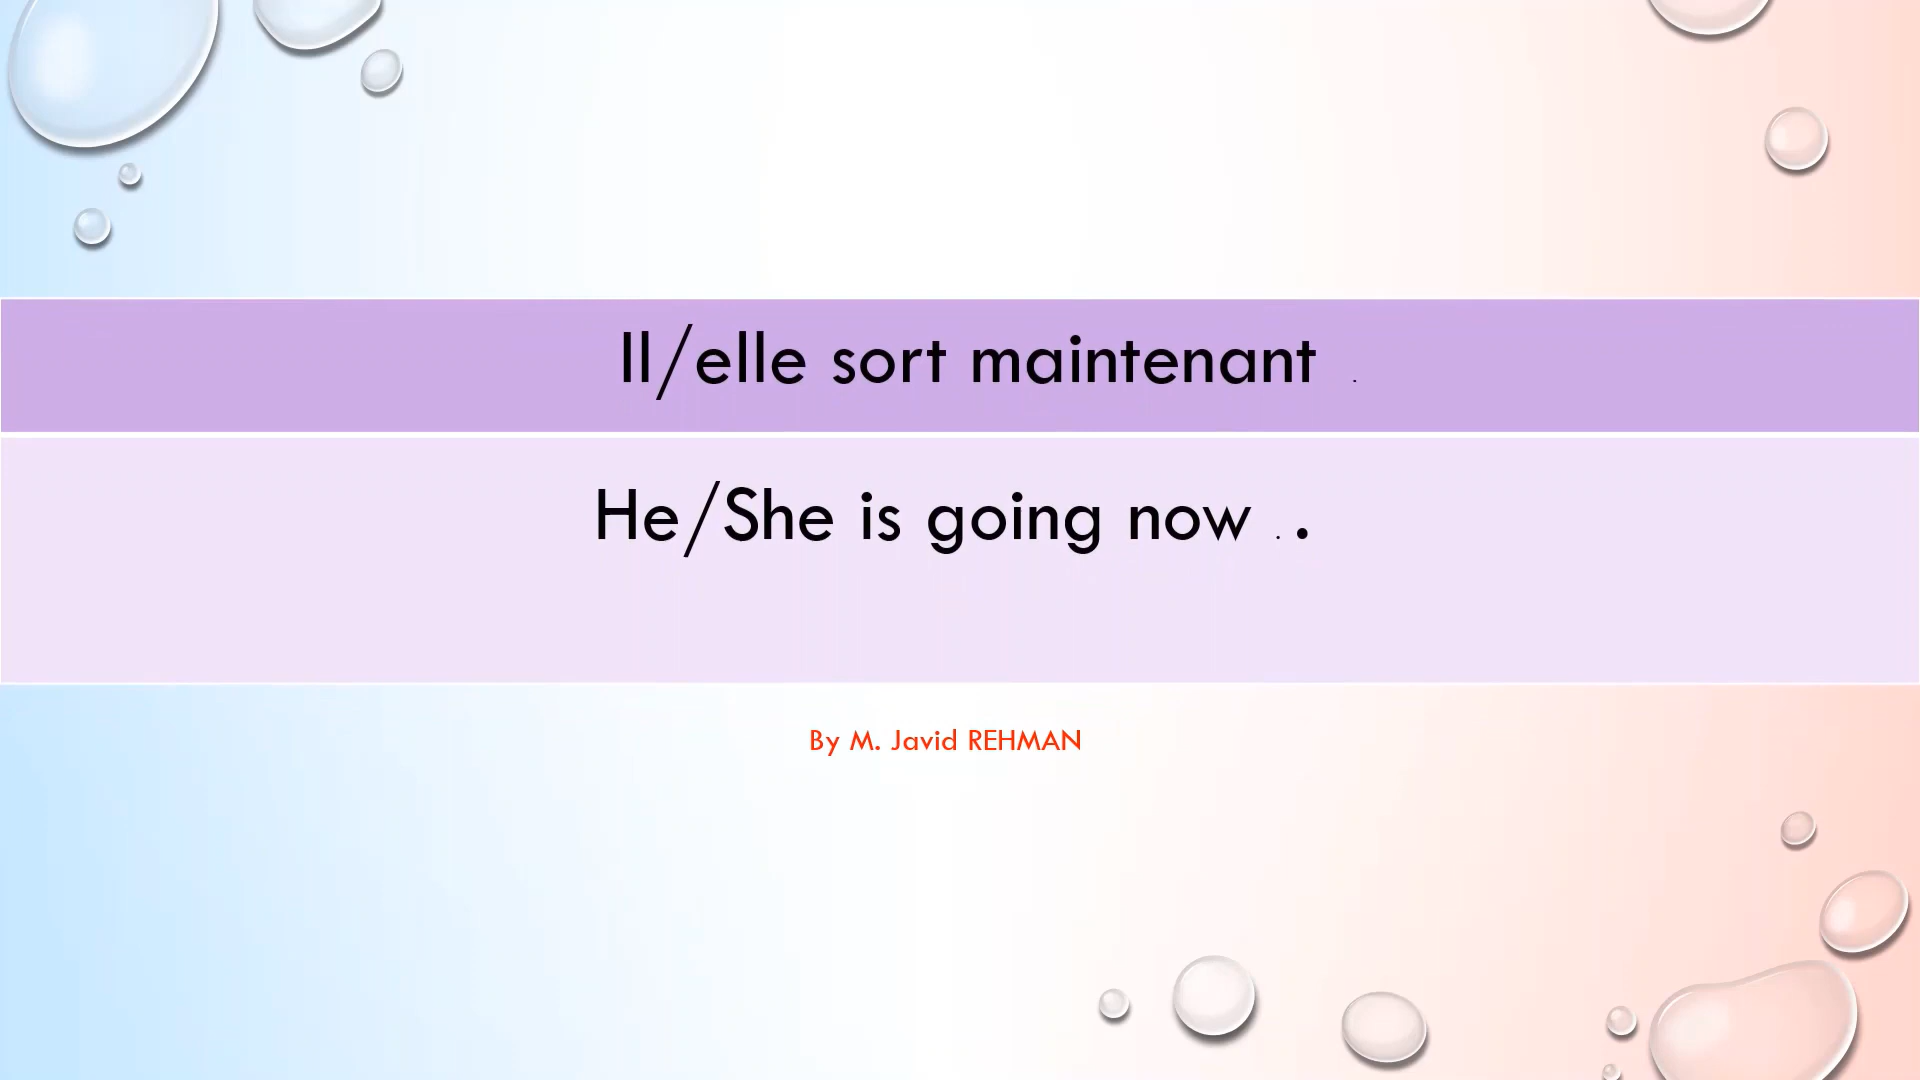 Il/elle sort maintenant .
He/She is going now . .
By M. Javid REHMAN